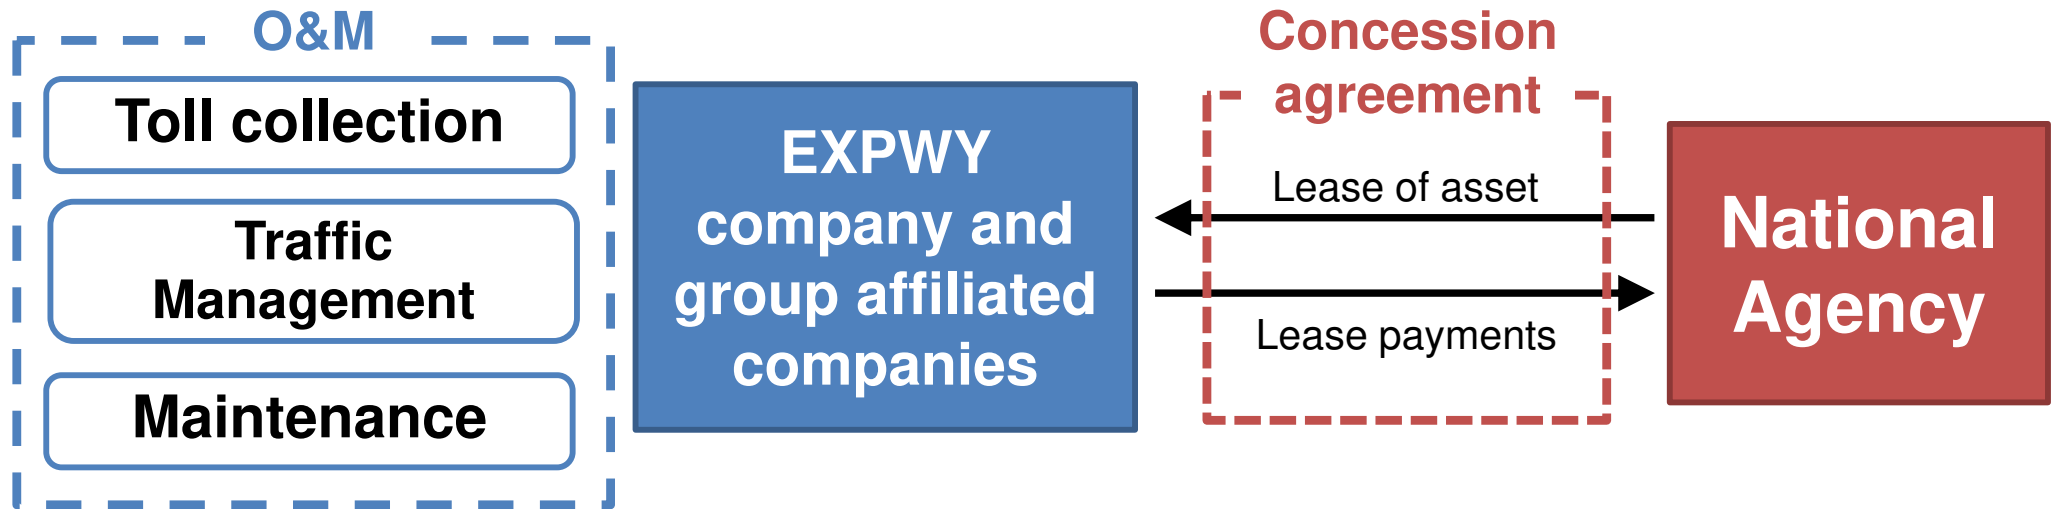 O&M
Toll collection
Traffic
Management
Maintenance
EXPWY
company and
group affiliated
companies
Concession
agreement
Lease of asset
Lease payments
National
Agency